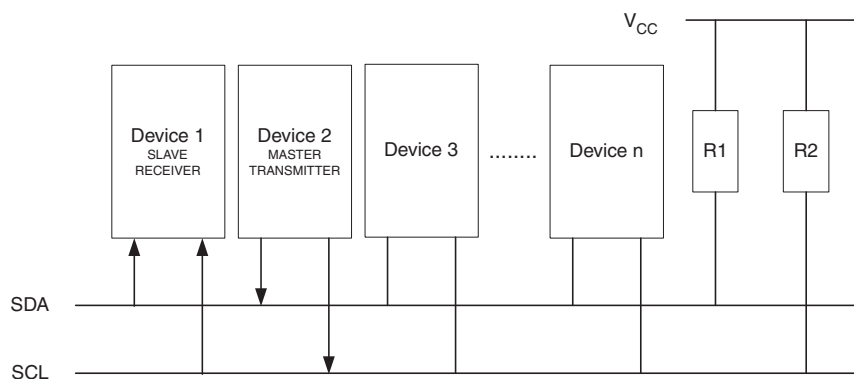 V_CC
Device 1
SLAVE
RECEIVER
Device 2
MASTER
TRANSMITTER
Device 3
........
Device n
R1
R2
SDA
SCL